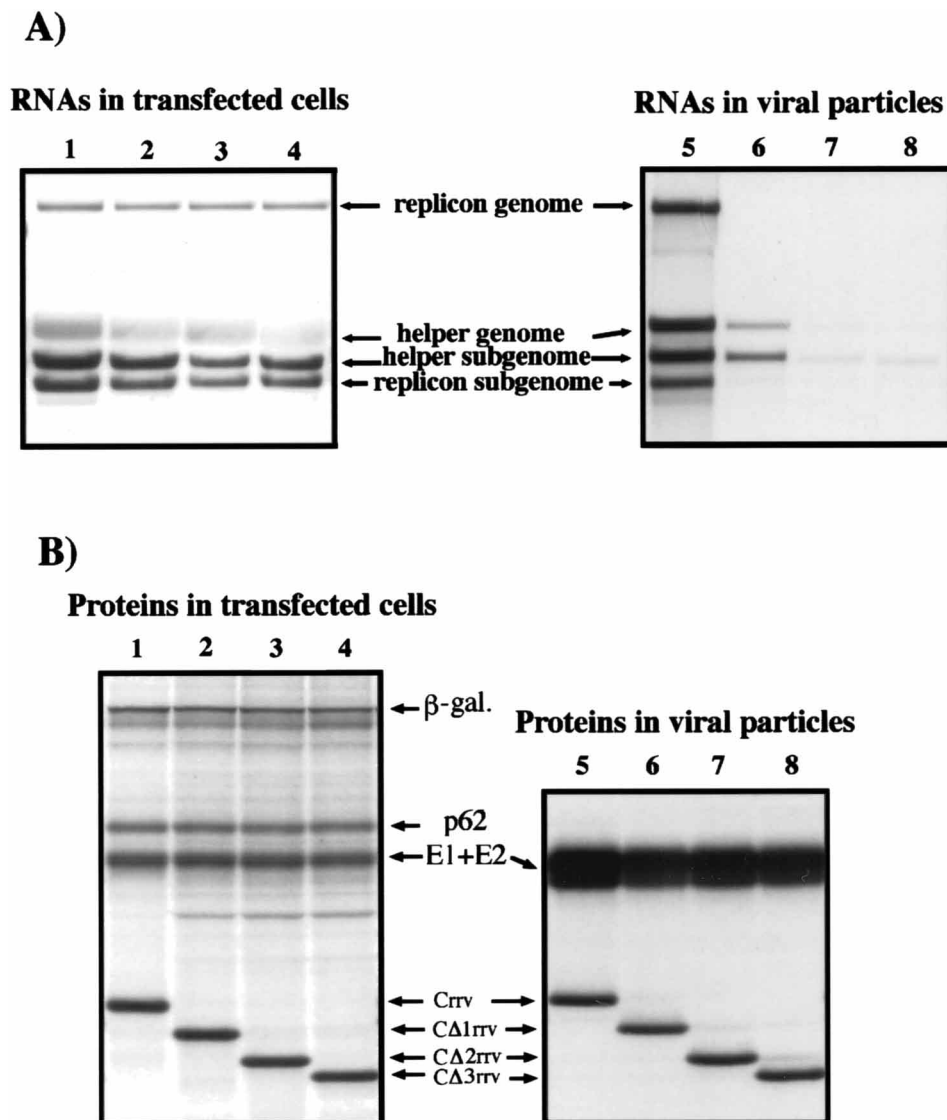 A)
RNAs in transfected cells
1 2 3 4
RNAs in viral particles
5 6 7 8
replicon genome
helper genome
helper subgenome
replicon subgenome
B)
Proteins in transfected cells
1 2 3 4
β-gal.
Proteins in viral particles
5 6 7 8
p62
E1+E2
Crrv
CΔ1rrv
CΔ2rrv
CΔ3rrv